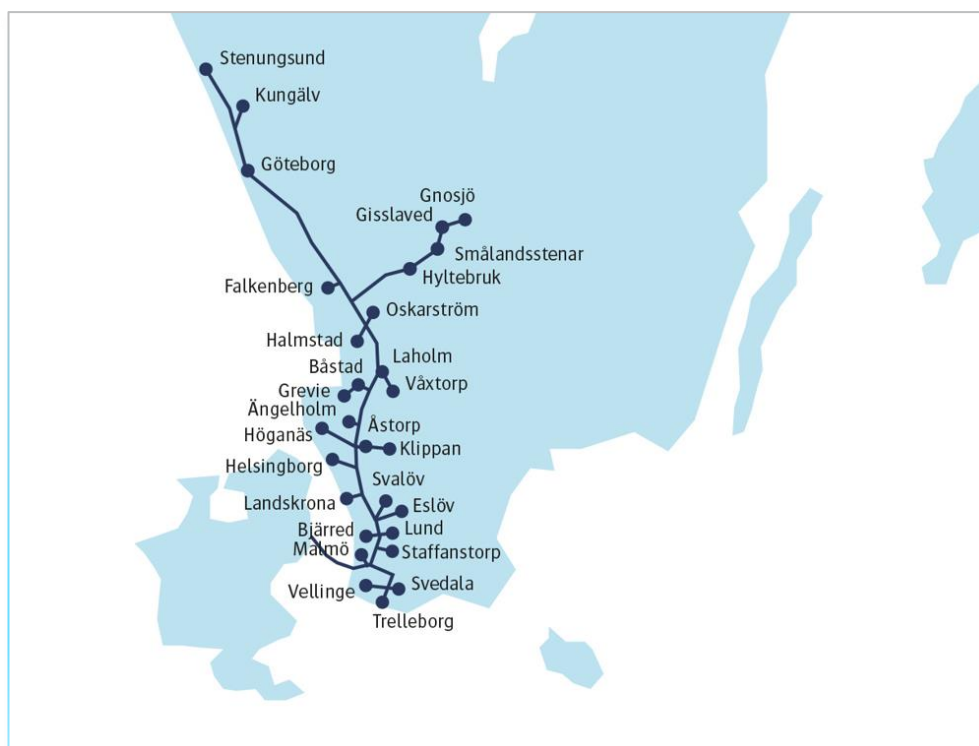 Stenungsund
Kungälv
Göteborg
Gnosjö
Gisslaved
Smålandsstenar
Hyltebruk
Falkenberg
Oskarström
Halmstad
Laholm
Båstad
Våxtorp
Grevie
Ängelholm
Åstorp
Höganäs
Klippan
Helsingborg
Svalöv
Landskrona
Eslöv
Bjärred
Lund
Malmö
Staffanstorp
Vellinge
Svedala
Trelleborg